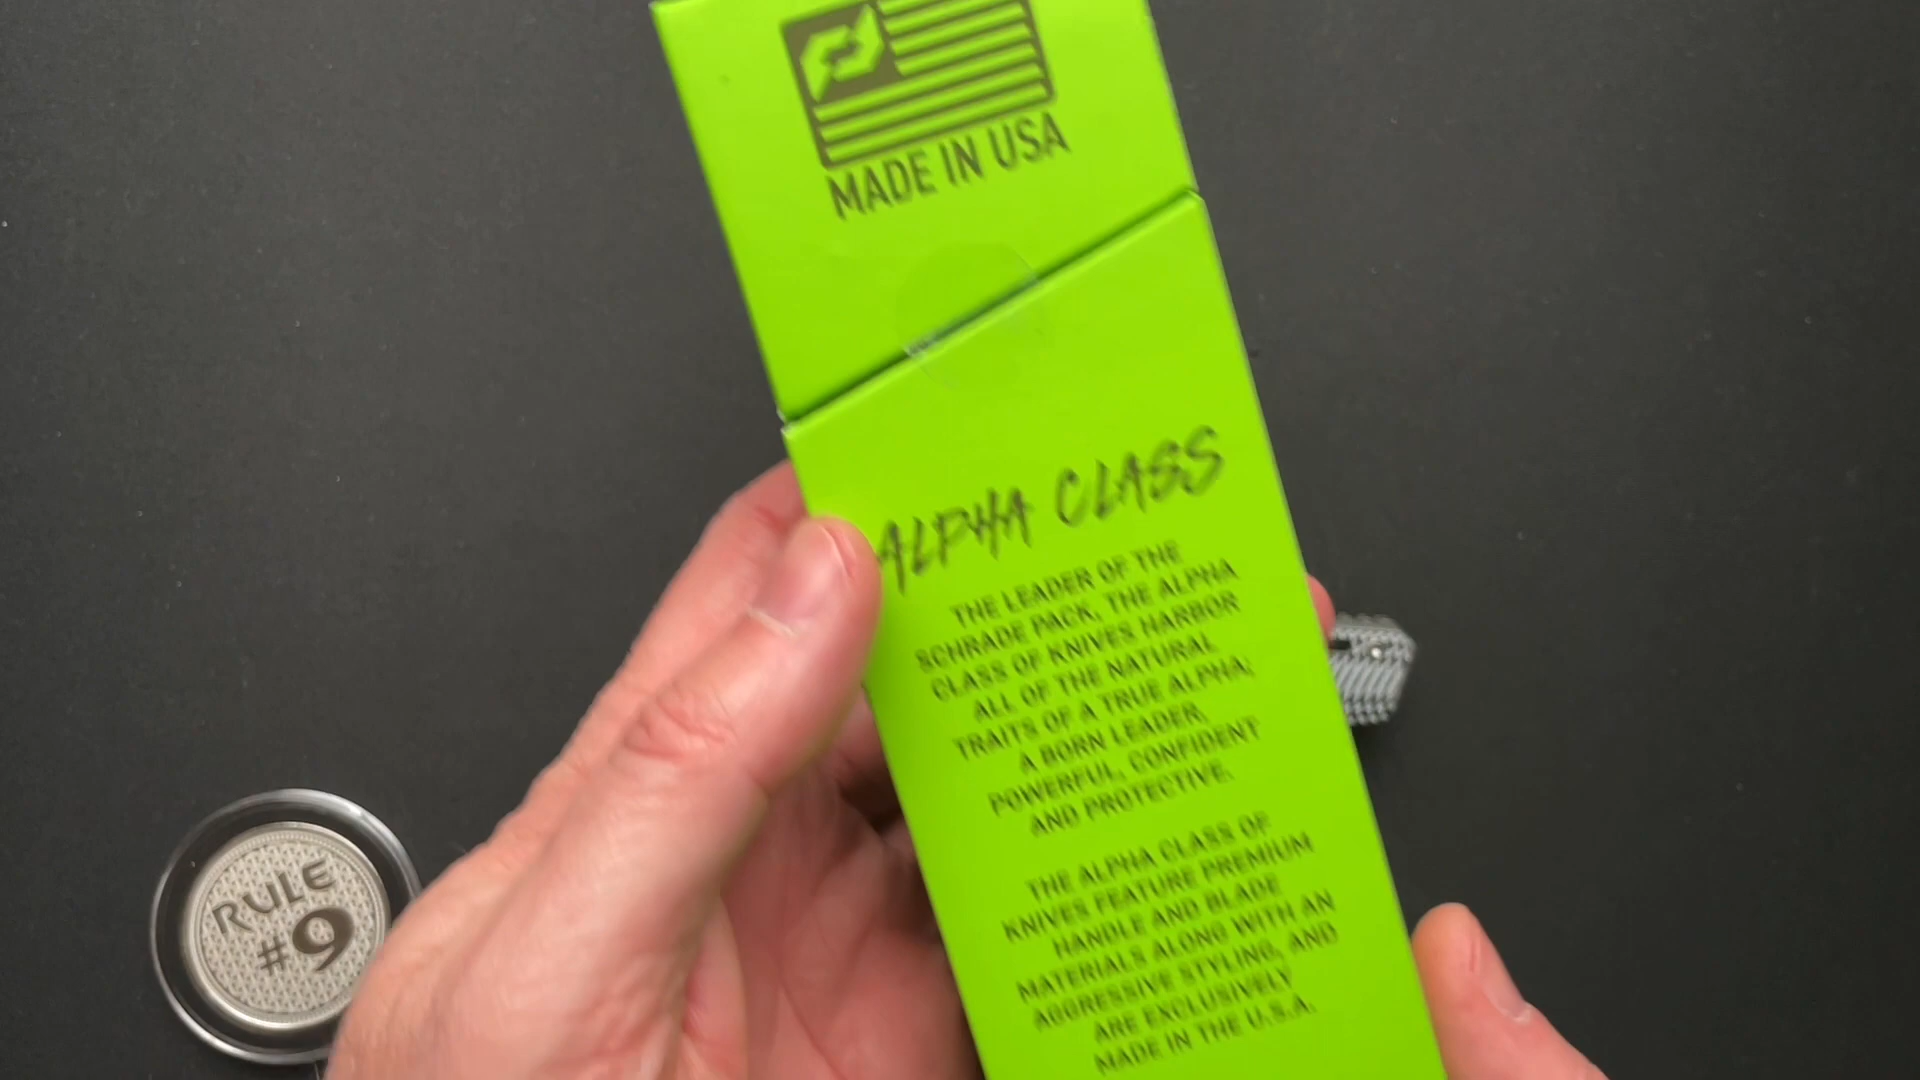 MADE IN USA
ALPHA CLASS
THE LEADER OF THE
SCHRADE PACK, THE ALPHA
CLASS OF KNIVES HARBOR
ALL OF THE NATURAL
TRAITS OF A TRUE ALPHA;
A BORN LEADER,
POWERFUL, CONFIDENT
AND PROTECTIVE.
THE ALPHA CLASS OF
KNIVES FEATURE PREMIUM
HANDLE AND BLADE
MATERIALS ALONG WITH AN
AGGRESSIVE STYLING, AND
ARE EXCLUSIVELY
MADE IN THE U.S.A.
RULE
#9